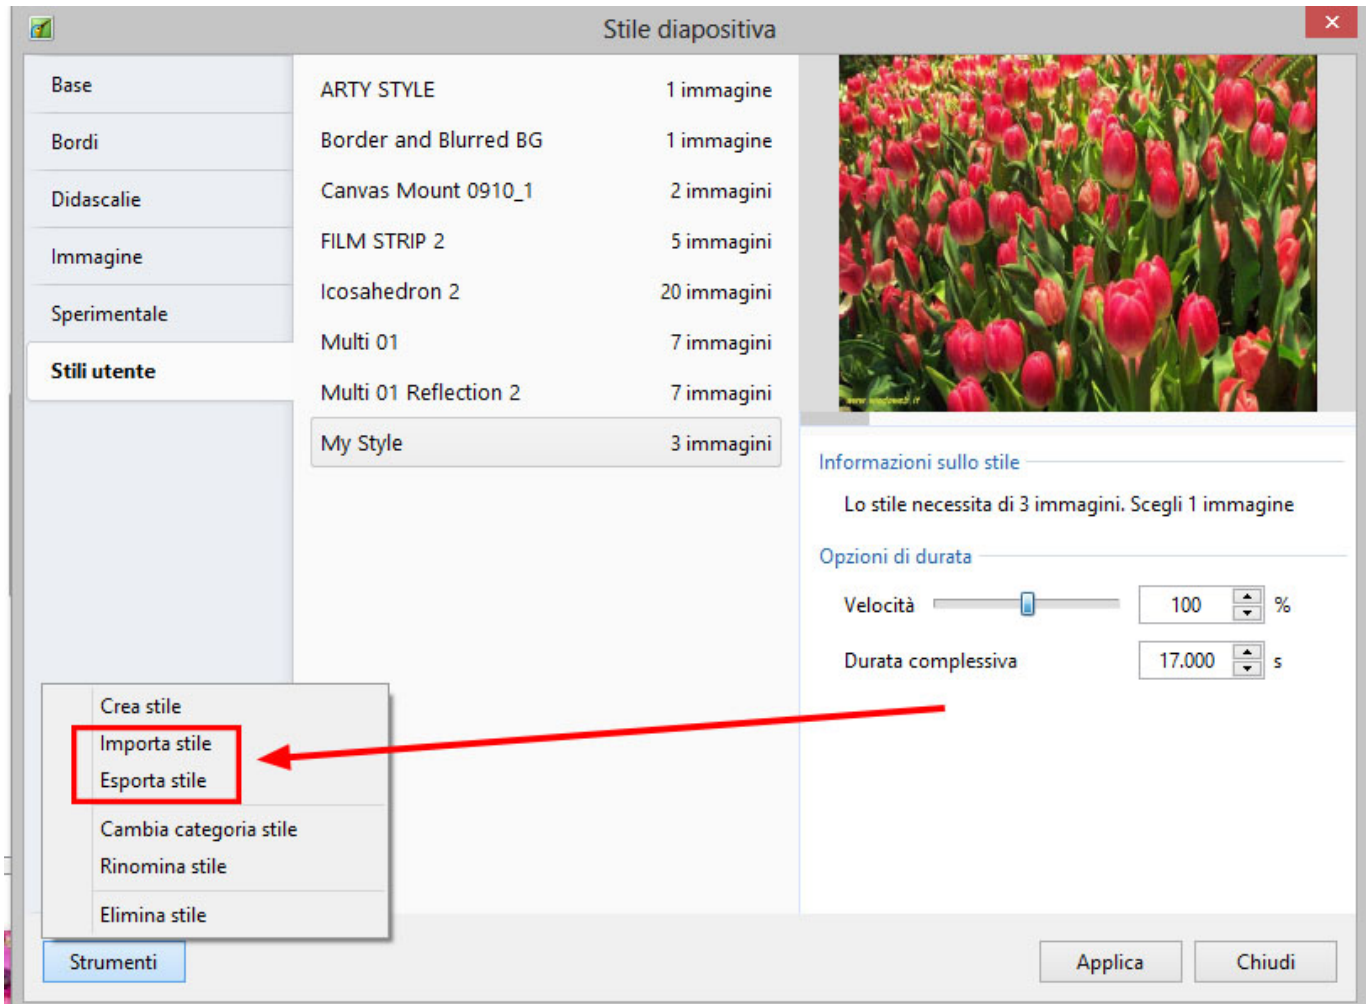 Stile diapositiva
Base
Bordi
Didascalie
Immagine
Sperimentale
Stili utente
ARTY STYLE 1 immagine
Border and Blurred BG 1 immagine
Canvas Mount 0910_1 2 immagini
FILM STRIP 2 5 immagini
Icosahedron 2 20 immagini
Multi 01 7 immagini
Multi 01 Reflection 2 7 immagini
My Style 3 immagini
Informazioni sullo stile
Lo stile necessita di 3 immagini. Scegli 1 immagine
Opzioni di durata
Velocità 100 %
Durata complessiva 17.000 s
Crea stile
Importa stile
Esporta stile
Cambia categoria stile
Rinomina stile
Elimina stile
Strumenti
Applica
Chiudi